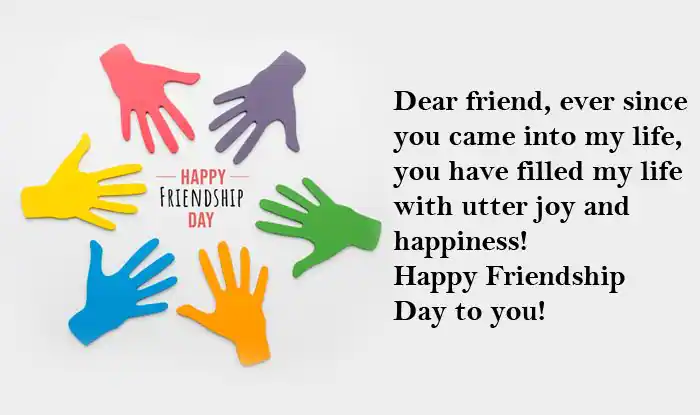 HAPPY
FRIENDSHIP
DAY
Dear friend, ever since
you came into my life,
you have filled my life
with utter joy and
happiness!
Happy Friendship
Day to you!